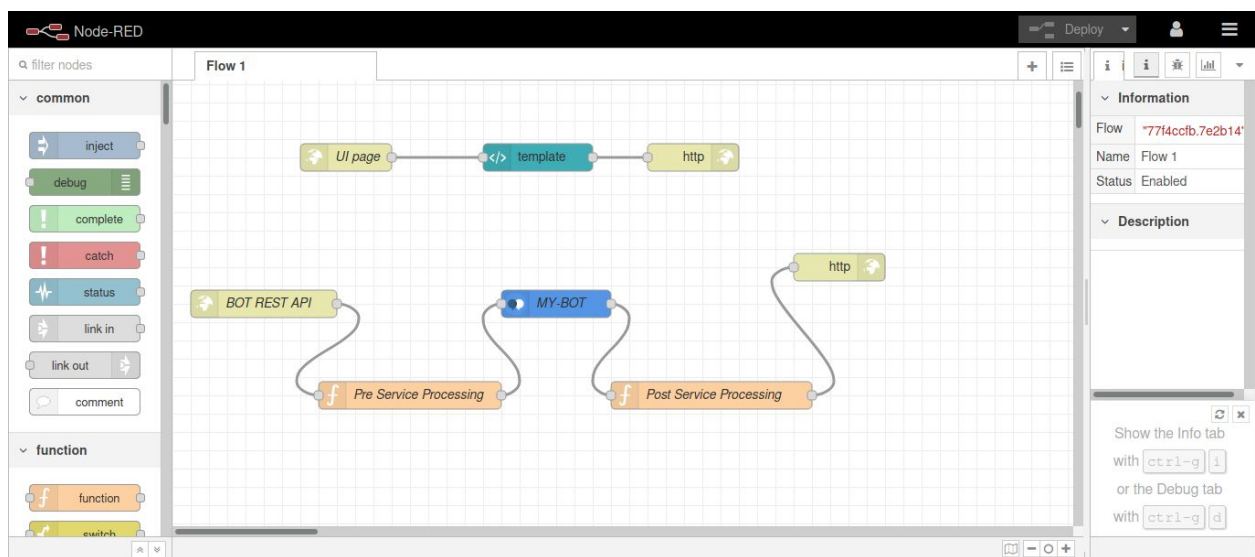 Node-RED
Deploy
filter nodes
Flow 1
i
common
Information
inject
Flow
"77f4ccfb.7e2b14"
UI page
template
http
Name
Flow 1
debug
Status
Enabled
complete
Description
catch
http
status
BOT REST API
MY-BOT
link in
link out
Pre Service Processing
Post Service Processing
comment
Show the Info tab
function
with ctrl-g i
or the Debug tab
function
with ctrl-g d
switch